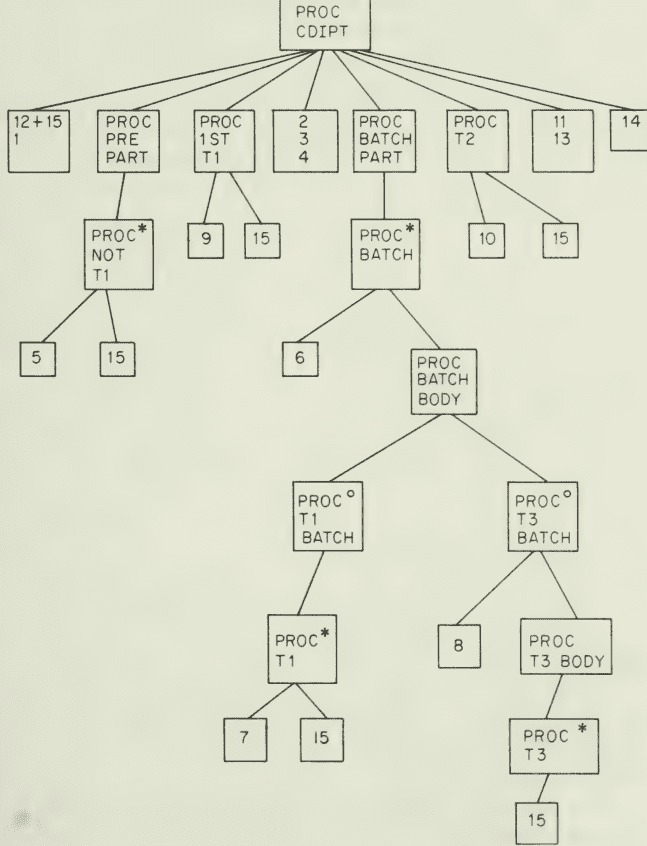 PROC
CDIPT
12+15
1
PROC
PRE
PART
PROC
1ST
T1
2
3
4
PROC
BATCH
PART
PROC
T2
11
13
14
PROC*
NOT
T1
9
15
PROC*
BATCH
10
15
5
15
6
PROC
BATCH
BODY
PROC°
T1
BATCH
PROC°
T3
BATCH
PROC*
T1
8
PROC
T3 BODY
7
15
PROC *
T3
15